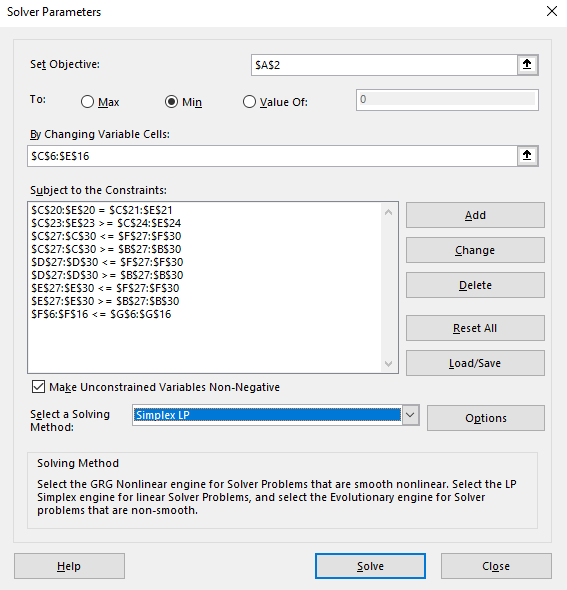 Solver Parameters
Set Objective: $A$2
To: Max Min Value Of: 0
By Changing Variable Cells:
$C$6:$E$16
Subject to the Constraints:
$C$20:$E$20 = $C$21:$E$21
$C$23:$E$23 >= $C$24:$E$24
$C$27:$C$30 <= $F$27:$F$30
$C$27:$C$30 >= $B$27:$B$30
$D$27:$D$30 <= $F$27:$F$30
$D$27:$D$30 >= $B$27:$B$30
$E$27:$E$30 <= $F$27:$F$30
$E$27:$E$30 >= $B$27:$B$30
$F$6:$F$16 <= $G$6:$G$16
Add
Change
Delete
Reset All
Load/Save
Make Unconstrained Variables Non-Negative
Select a Solving
Method:
Simplex LP
Options
Solving Method
Select the GRG Nonlinear engine for Solver Problems that are smooth nonlinear. Select the LP
Simplex engine for linear Solver Problems, and select the Evolutionary engine for Solver
problems that are non-smooth.
Help
Solve
Close